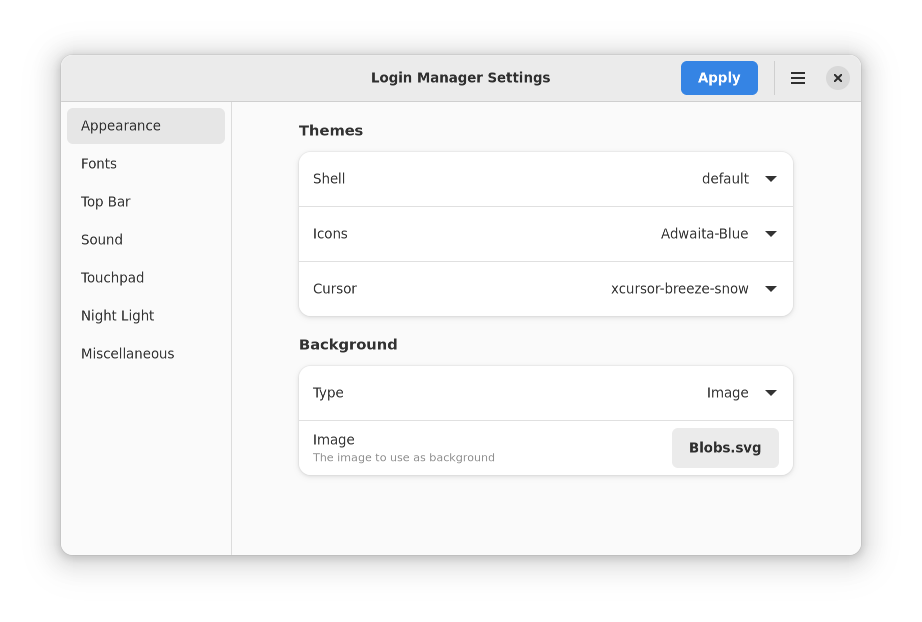 Login Manager Settings
Apply
Appearance
Fonts
Top Bar
Sound
Touchpad
Night Light
Miscellaneous
Themes
Shell
default
Icons
Adwaita-Blue
Cursor
xcursor-breeze-snow
Background
Type
Image
Image
The image to use as background
Blobs.svg